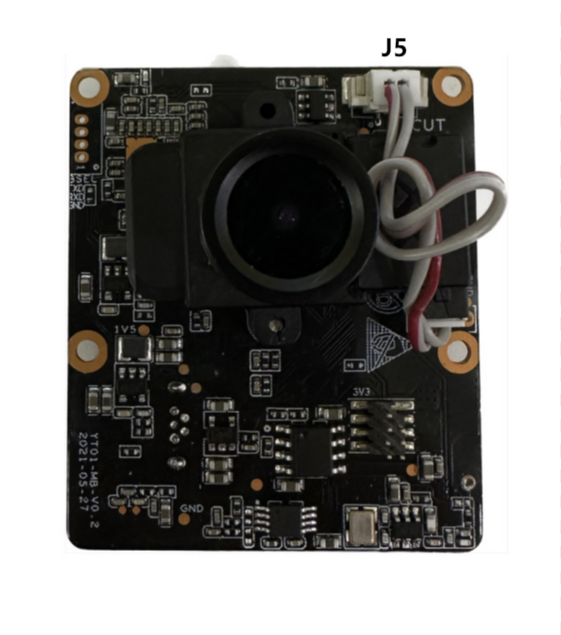 J5
CUT
BSEL
TXD
RXD
GND
1V5
3V3
GND
YT01-MB-V0.2
2021-05-27